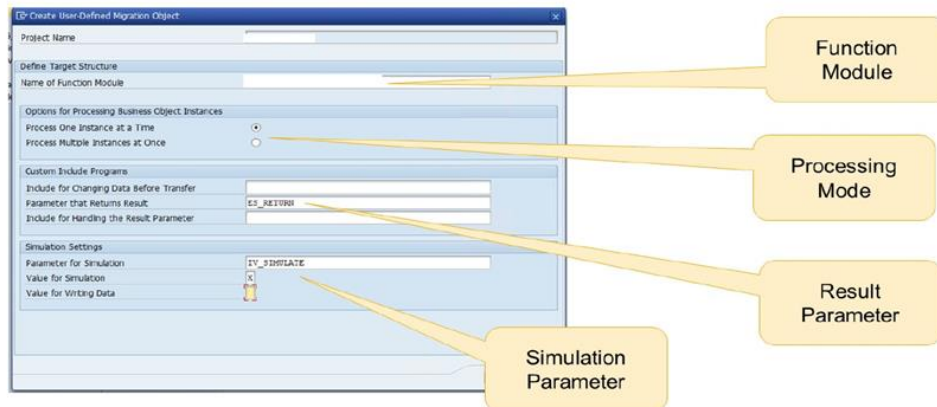 Create User-Defined Migration Object
Project Name
Define Target Structure
Name of Function Module
Options for Processing Business Object Instances
Process One Instance at a Time
Process Multiple Instances at Once
Custom Include Programs
Include for Changing Data Before Transfer
Parameter that Returns Result
ES_RETURN
Include for Handling the Result Parameter
Simulation Settings
Parameter for Simulation
IV_SIMULATE
Value for Simulation
X
Value for Writing Data
Function
Module
Processing
Mode
Result
Parameter
Simulation
Parameter